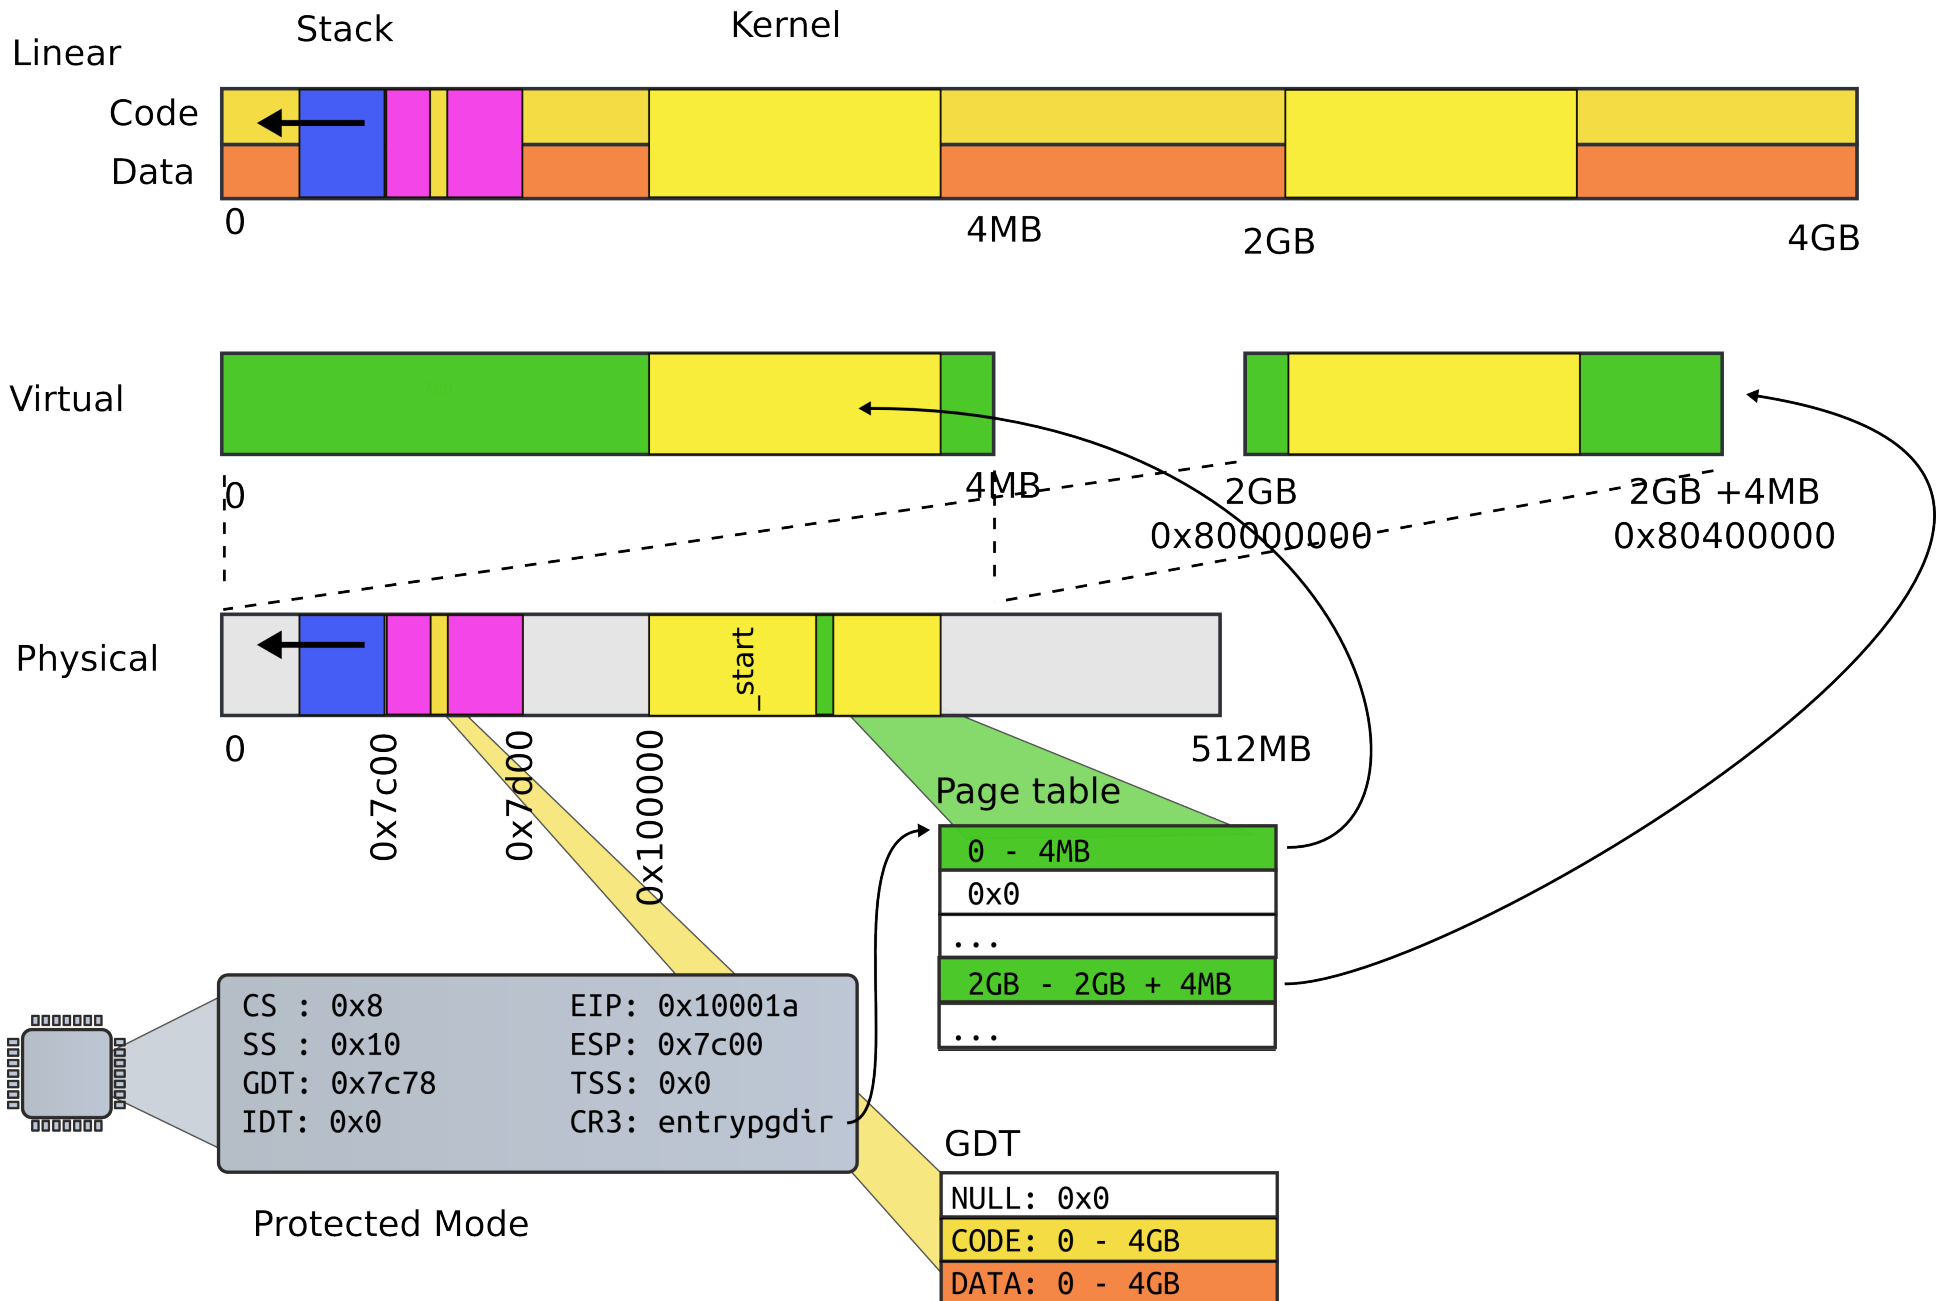 Stack
Kernel
Linear
Code
Data
0
4MB
2GB
4GB
Virtual
0
4MB
2GB
2GB +4MB
0x80000000
0x80400000
Physical
_start
0
512MB
0x7c00
0x7d00
0x100000
Page table
0 - 4MB
0x0
...
2GB - 2GB + 4MB
...
CS : 0x8
EIP: 0x10001a
SS : 0x10
ESP: 0x7c00
GDT: 0x7c78
TSS: 0x0
IDT: 0x0
CR3: entrypgdir
Protected Mode
GDT
NULL: 0x0
CODE: 0 - 4GB
DATA: 0 - 4GB